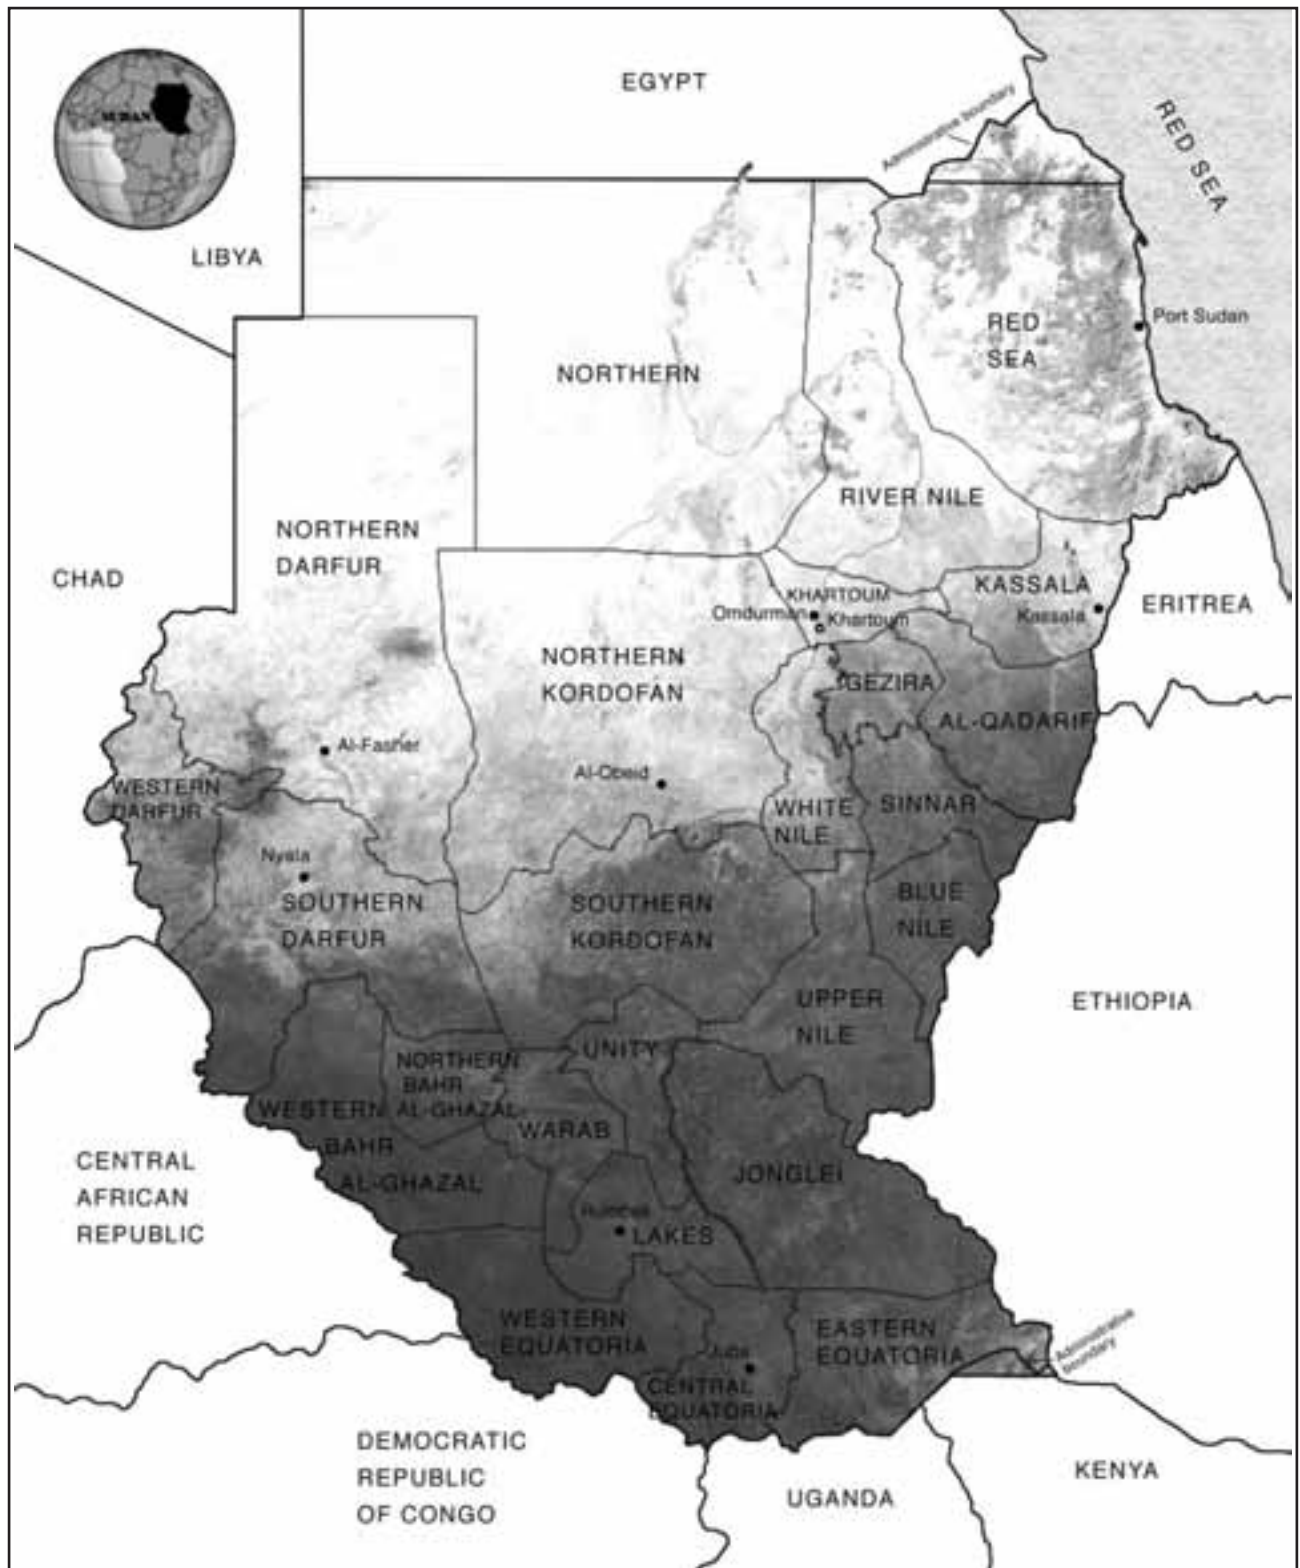 EGYPT
Administrative boundary
RED SEA
SUDAN
LIBYA
RED
SEA
Port Sudan
NORTHERN
RIVER NILE
NORTHERN
DARFUR
CHAD
KASSALA
KHARTOUM
ERITREA
Omdurman
Khartoum
Kassala
NORTHERN
KORDOFAN
GEZIRA
AL-QADARIF
Al-Fasher
Al-Obeid
WESTERN
DARFUR
WHITE
NILE
SINNAR
Nyala
BLUE
NILE
SOUTHERN
DARFUR
SOUTHERN
KORDOFAN
UPPER
NILE
ETHIOPIA
UNITY
NORTHERN
BAHR
AL-GHAZAL
WESTERN
BAHR
AL-GHAZAL
WARAB
CENTRAL
AFRICAN
REPUBLIC
JONGLEI
Rumbek
LAKES
WESTERN
EQUATORIA
EASTERN
EQUATORIA
Administrative
boundary
Juba
CENTRAL
EQUATORIA
DEMOCRATIC
REPUBLIC
OF CONGO
UGANDA
KENYA